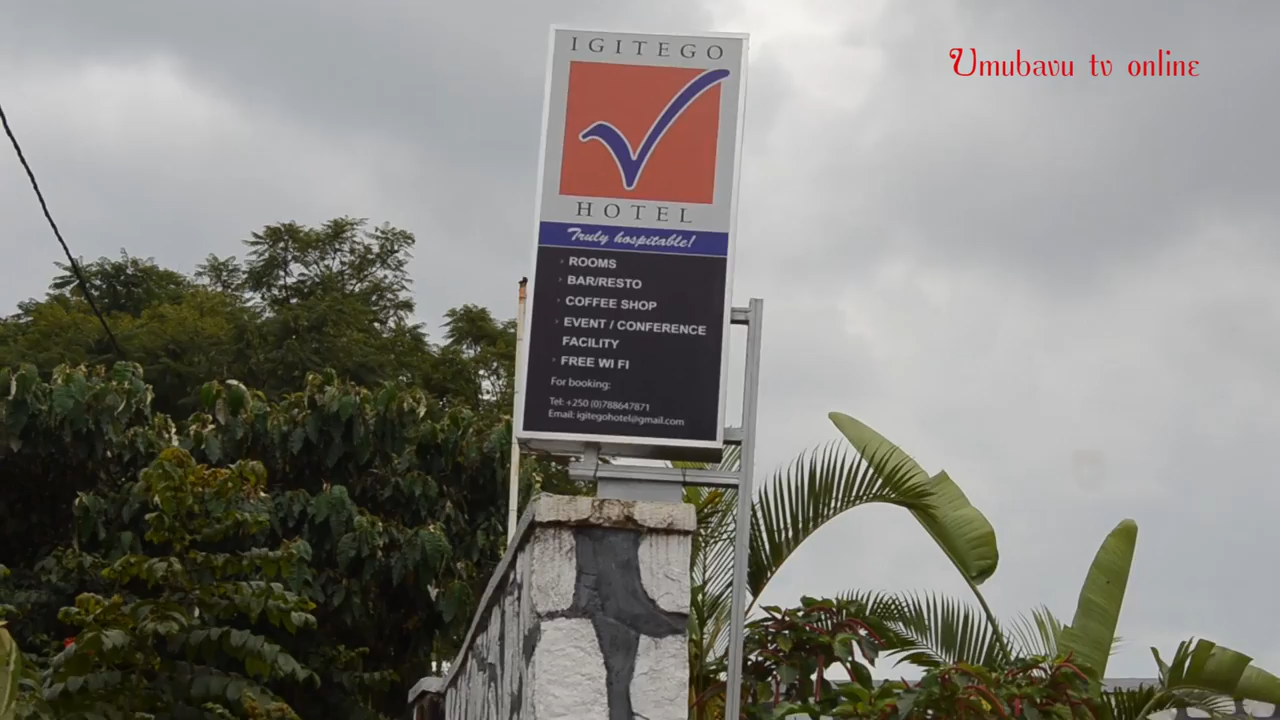 IGITEGO
Umubavu tv online
HOTEL
Truly hospitable!
ROOMS
BAR/RESTO
COFFEE SHOP
EVENT / CONFERENCE
FACILITY
FREE WI FI
For booking:
Tel: +250 (0)788647871
Email: igitegohotel@gmail.com